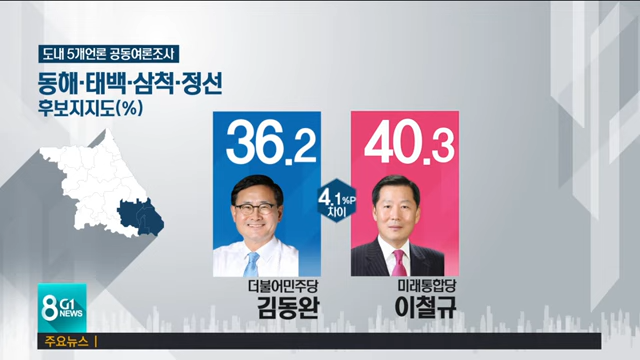 도내 5개언론 공동여론조사
동해·태백·삼척·정선
후보지지도(%)
36.2
40.3
4.1%P
차이
더불어민주당
김동완
미래통합당
이철규
8 G1
NEWS
주요뉴스